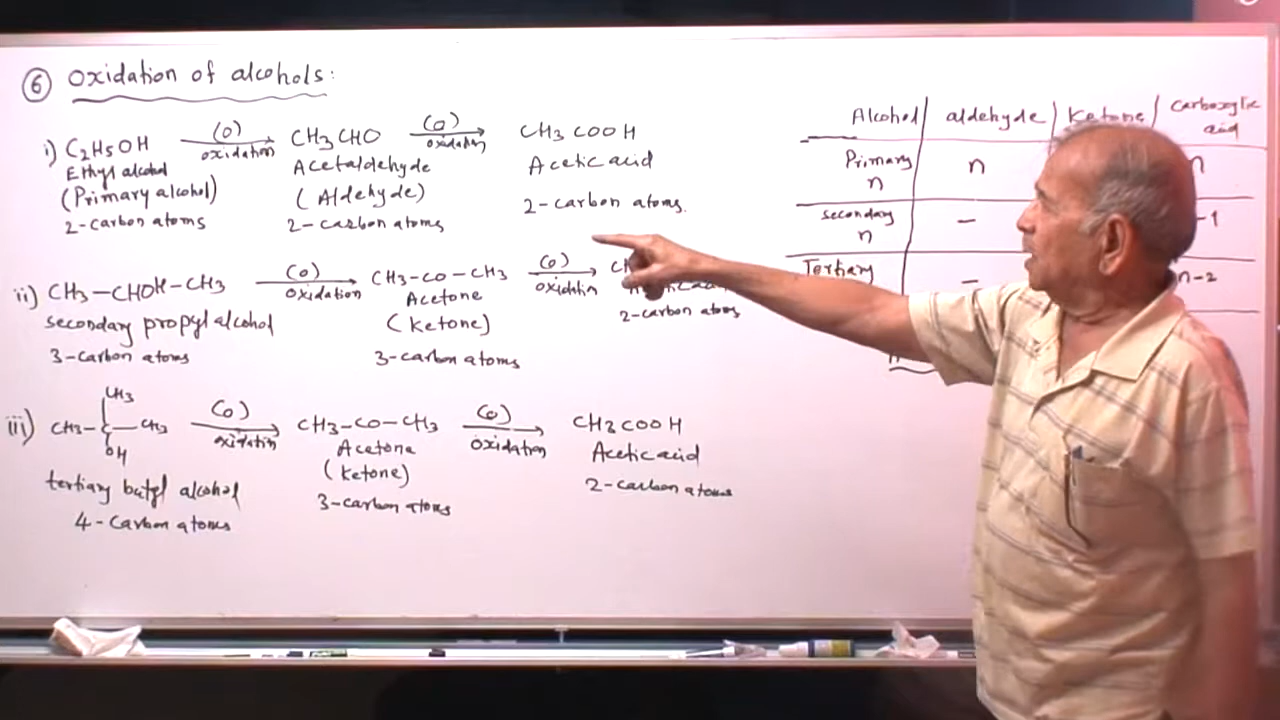 6 Oxidation of alcohols:
i) C2H5OH (O) oxidation CH3CHO (O) oxidation CH3COOH
Ethyl alcohol Acetaldehyde Acetic acid
(Primary alcohol) (Aldehyde)
2-carbon atoms 2-carbon atoms 2-carbon atoms.
ii) CH3-CHOH-CH3 (O) oxidation CH3-CO-CH3 (O)
secondary propyl alcohol Acetone
(Ketone) 2-carbon atoms
3-carbon atoms 3-carbon atoms
CH3
iii) CH3-C-CH3 (O) oxidation CH3-CO-CH3 (O) oxidation CH3COOH
OH Acetone Acetic acid
(Ketone)
tertiary butyl alcohol 3-carbon atoms 2-carbon atoms
4-Carbon atoms
Alcohol aldehyde Ketone Carboxylic acid
Primary n n n
secondary n - -1
Tertiary - n-2